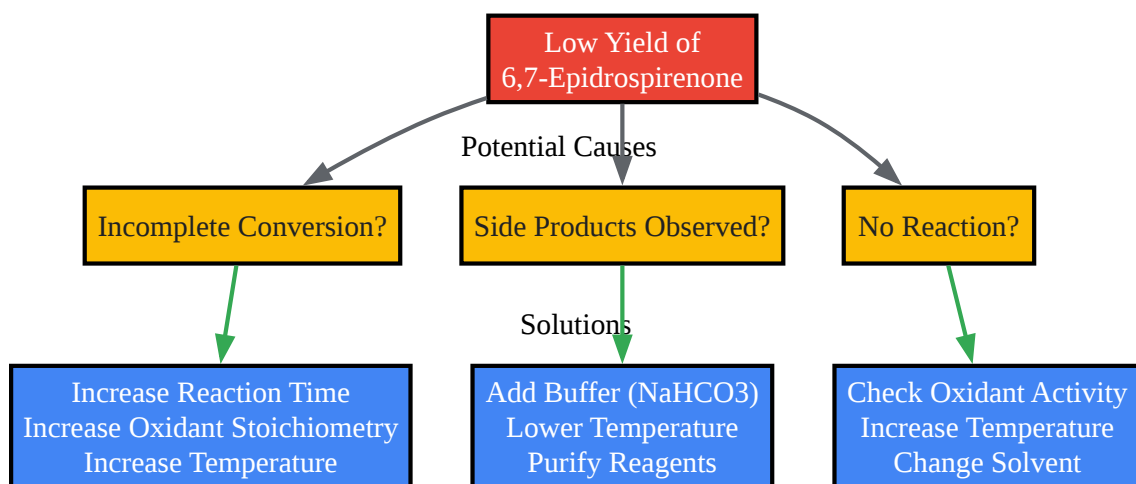 Low Yield of
6,7-Epidrospirenone
Potential Causes
Incomplete Conversion?
Side Products Observed?
No Reaction?
Solutions
Increase Reaction Time
Increase Oxidant Stoichiometry
Increase Temperature
Add Buffer (NaHCO3)
Lower Temperature
Purify Reagents
Check Oxidant Activity
Increase Temperature
Change Solvent